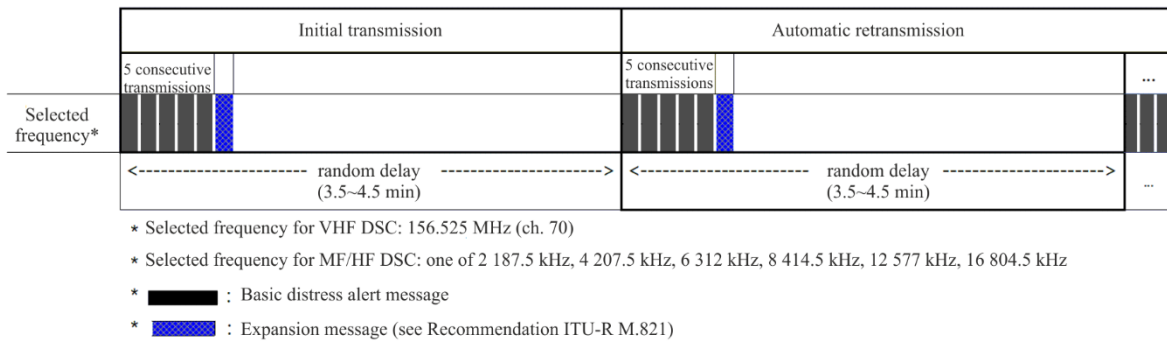 Initial transmission
Automatic retransmission
5 consecutive
transmissions
5 consecutive
transmissions
...
Selected
frequency*
<----------------------- random delay ----------------------->
(3.5~4.5 min)
<----------------------- random delay ----------------------->
(3.5~4.5 min)
...
* Selected frequency for VHF DSC: 156.525 MHz (ch. 70)
* Selected frequency for MF/HF DSC: one of 2 187.5 kHz, 4 207.5 kHz, 6 312 kHz, 8 414.5 kHz, 12 577 kHz, 16 804.5 kHz
* : Basic distress alert message
* : Expansion message (see Recommendation ITU-R M.821)